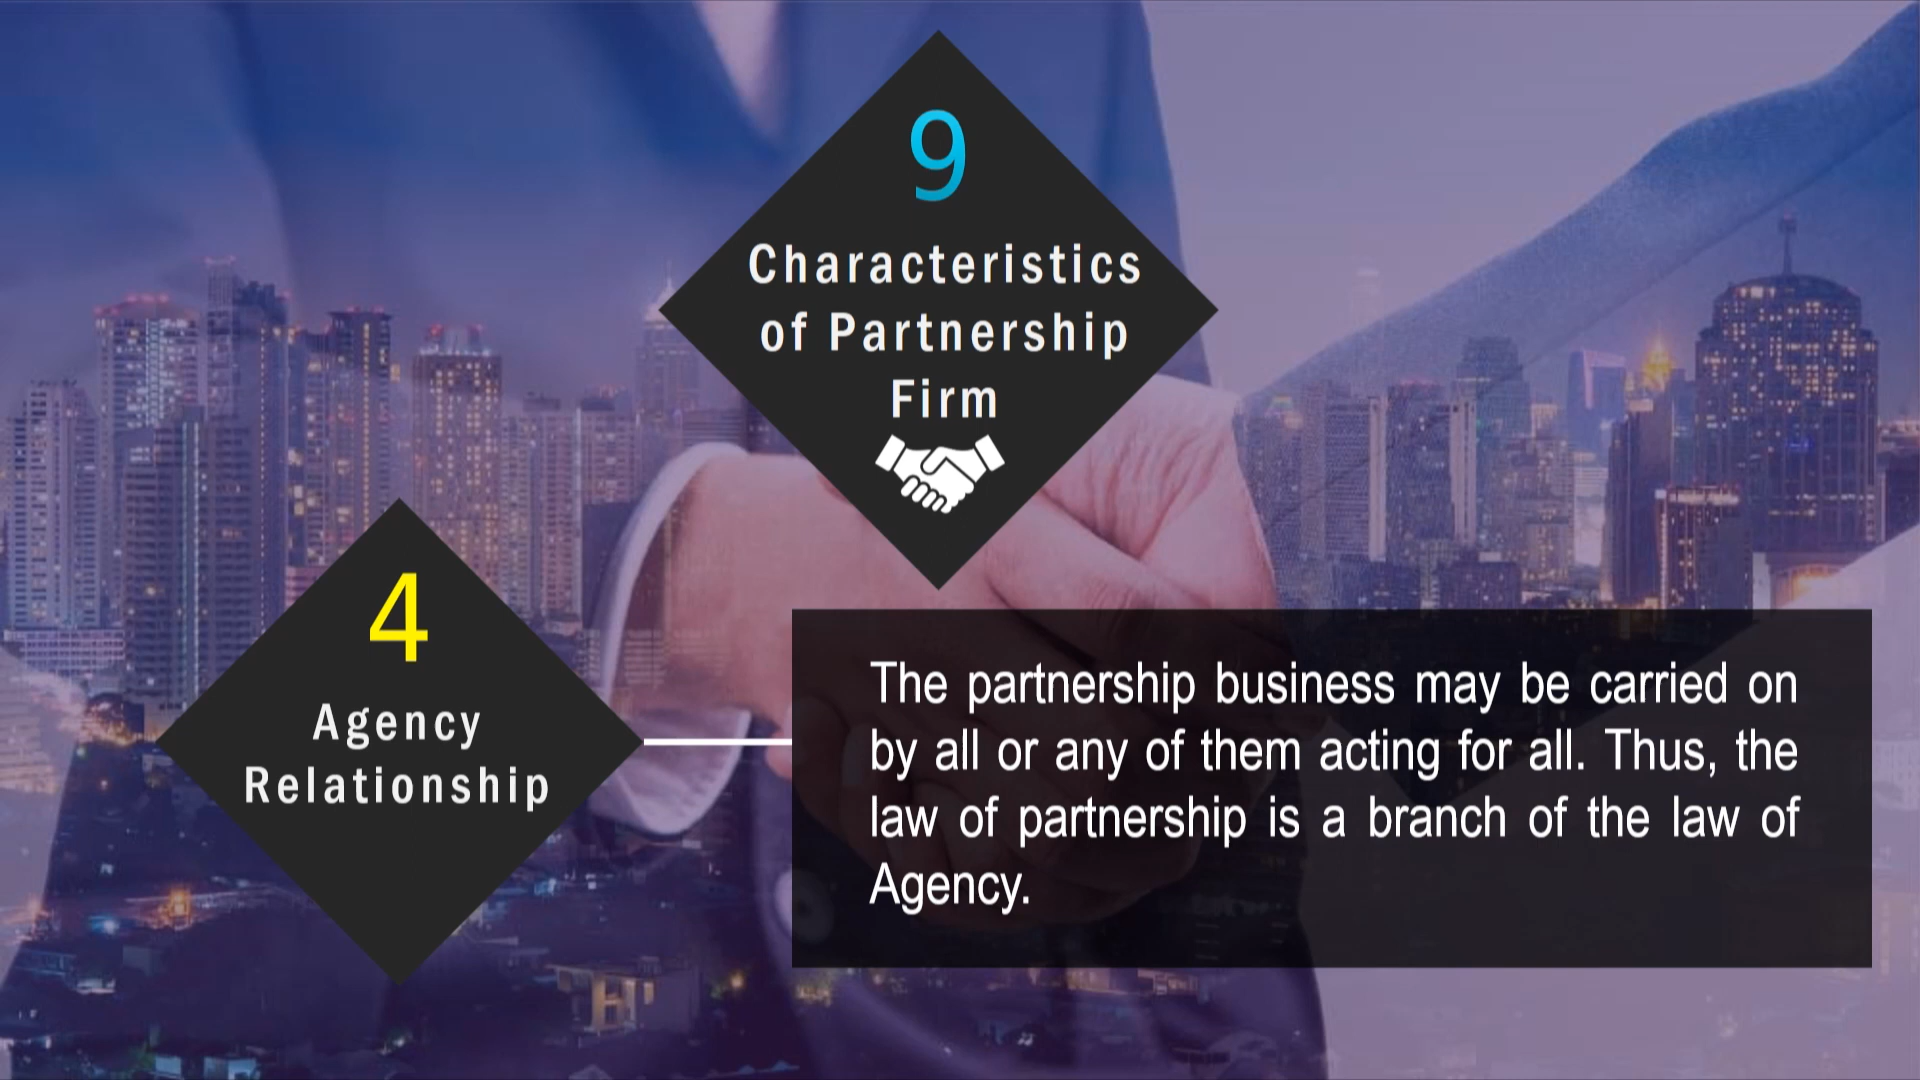 9
Characteristics
of Partnership
Firm
4
Agency
Relationship
The partnership business may be carried on
by all or any of them acting for all. Thus, the
law of partnership is a branch of the law of
Agency.